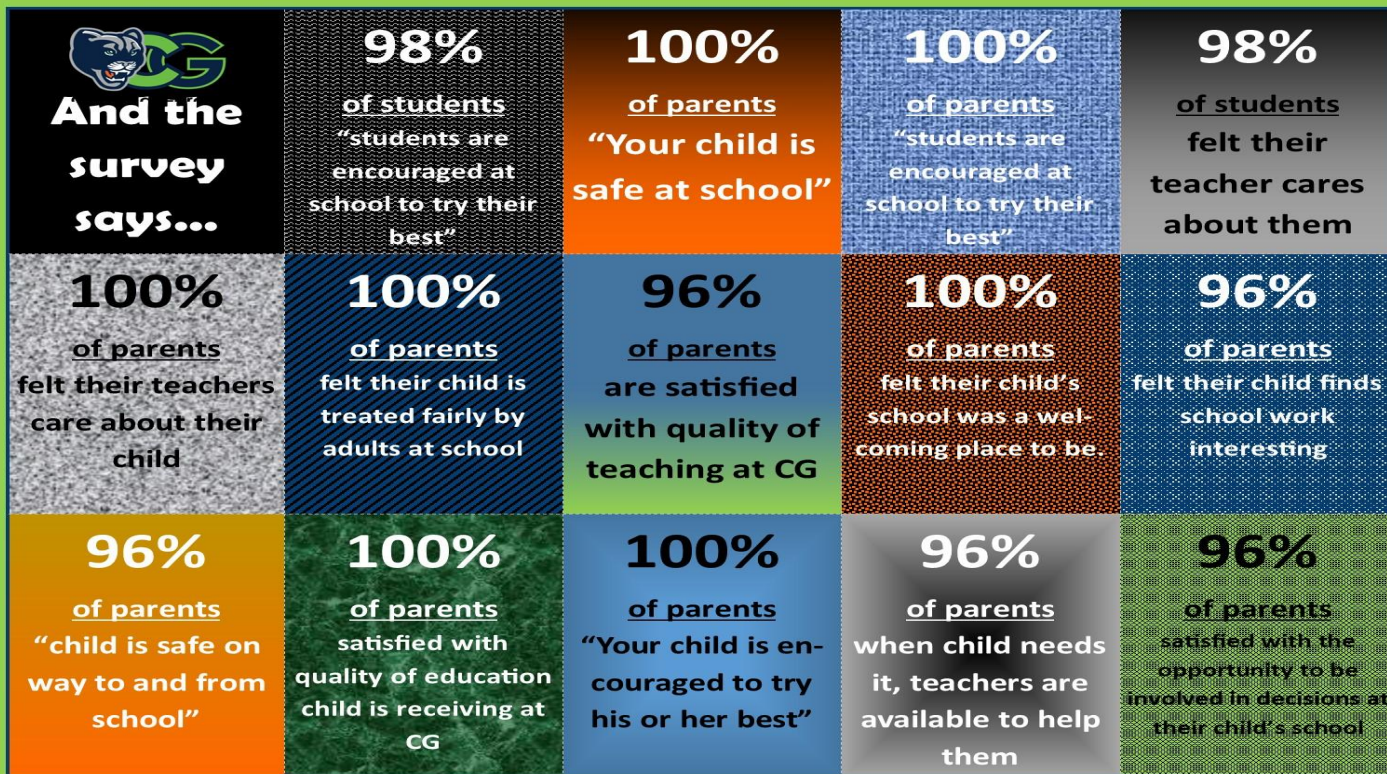 CG
And the
survey
says...
98%
of students
“students are
encouraged at
school to try their
best”
100%
of parents
“Your child is
safe at school”
100%
of parents
“students are
encouraged at
school to try their
best”
98%
of students
felt their
teacher cares
about them
100%
of parents
felt their teachers
care about their
child
100%
of parents
felt their child is
treated fairly by
adults at school
96%
of parents
are satisfied
with quality of
teaching at CG
100%
of parents
felt their child’s
school was a wel-
coming place to be.
96%
of parents
felt their child finds
school work
interesting
96%
of parents
“child is safe on
way to and from
school”
100%
of parents
satisfied with
quality of education
child is receiving at
CG
100%
of parents
“Your child is en-
couraged to try
his or her best”
96%
of parents
when child needs
it, teachers are
available to help
them
96%
of parents
satisfied with the
opportunity to be
involved in decisions at
their child’s school